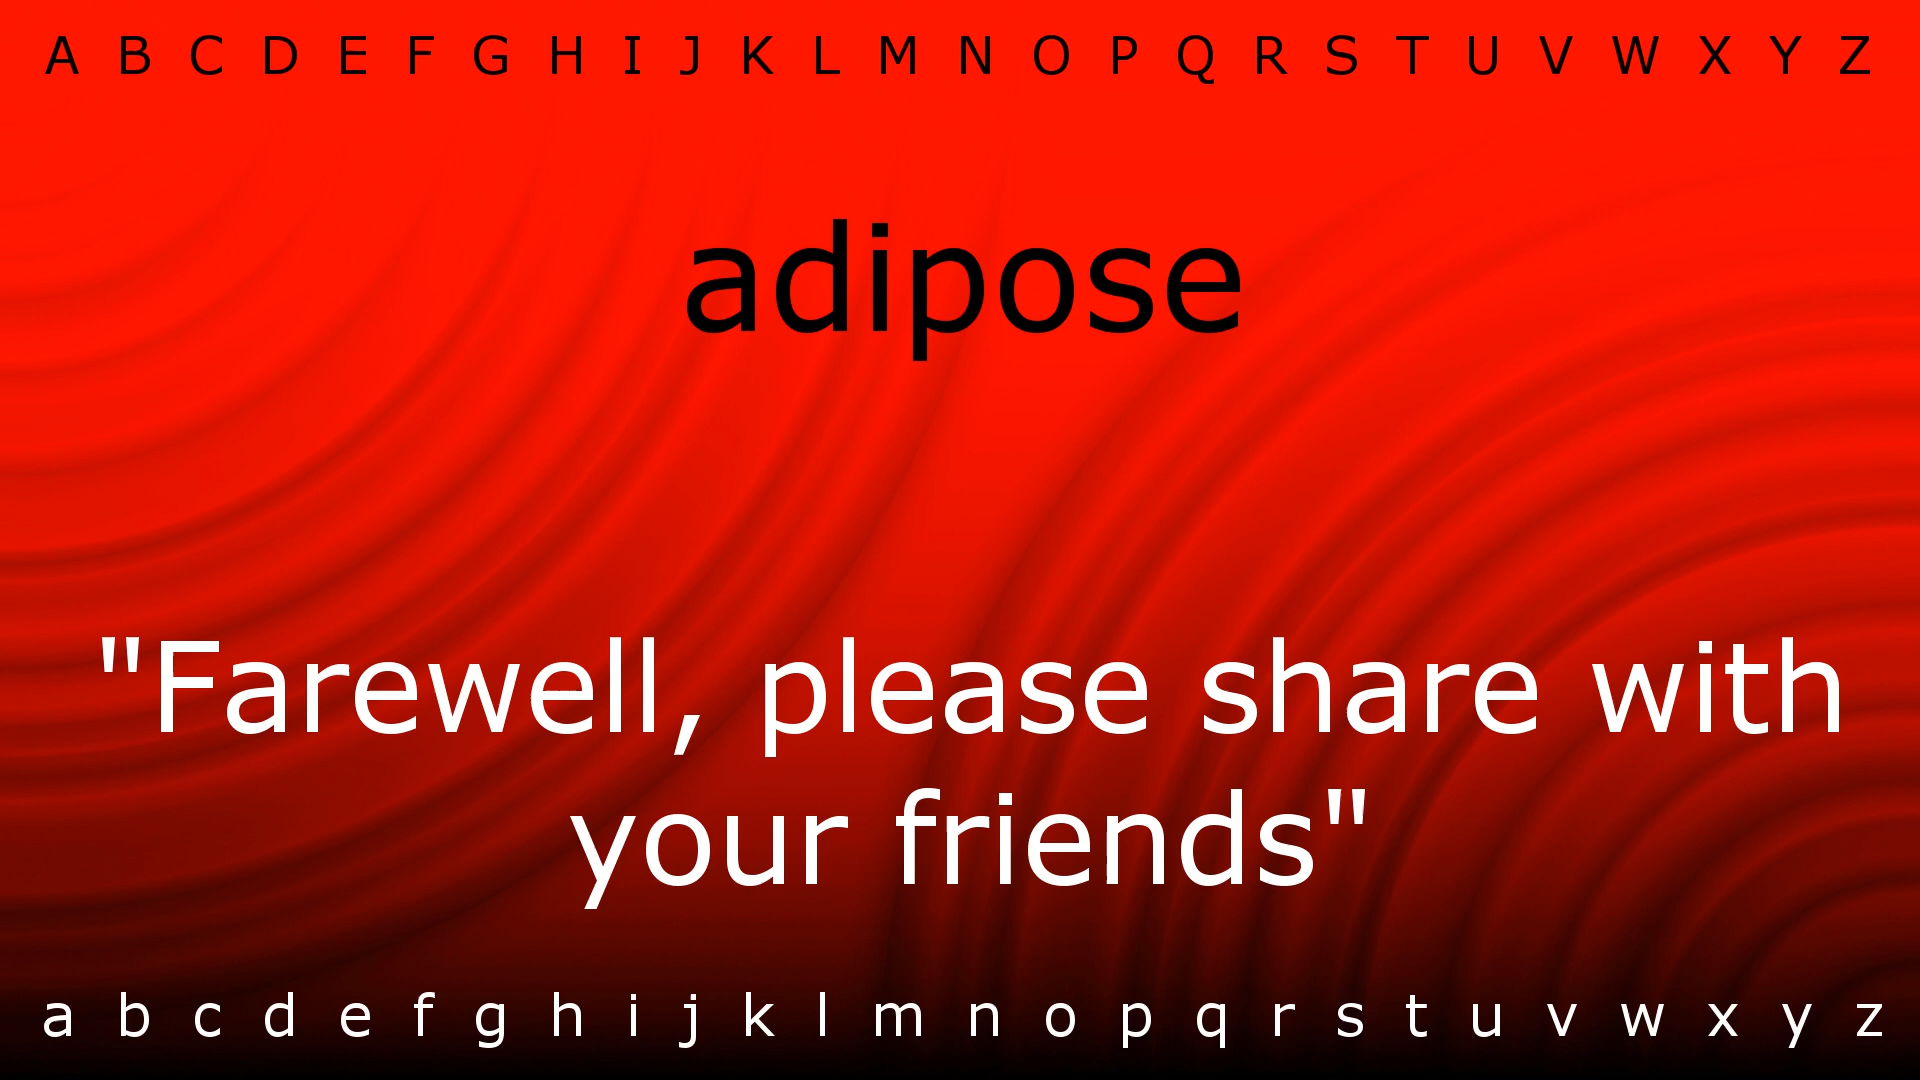 A B C D E F G H I J K L M N O P Q R S T U V W X Y Z
adipose
"Farewell, please share with
your friends"
a b c d e f g h i j k l m n o p q r s t u v w x y z